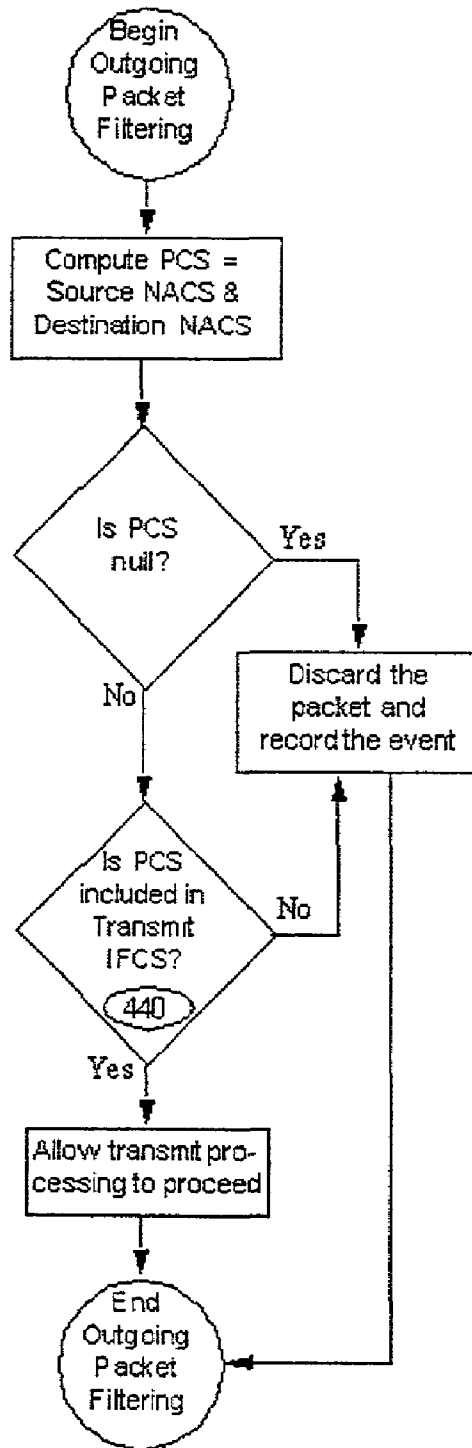 Begin
Outgoing
Packet
Filtering
Compute PCS =
Source NACS &
Destination NACS
Is PCS
null?
Yes
No
Discard the
packet and
record the event
Is PCS
included in
Transmit
IFCS?
440
No
Yes
Allow transmit pro-
cessing to proceed
End
Outgoing
Packet
Filtering